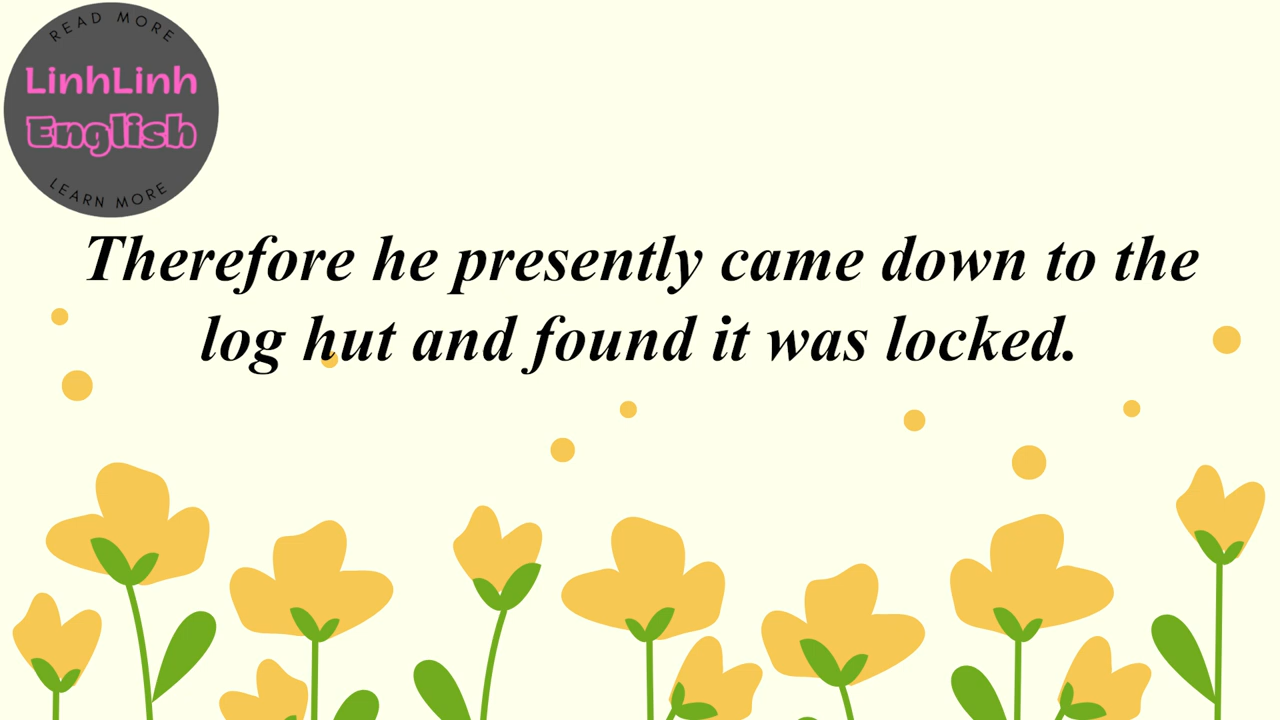 READ MORE
LinhLinh
English
LEARN MORE
Therefore he presently came down to the
log hut and found it was locked.